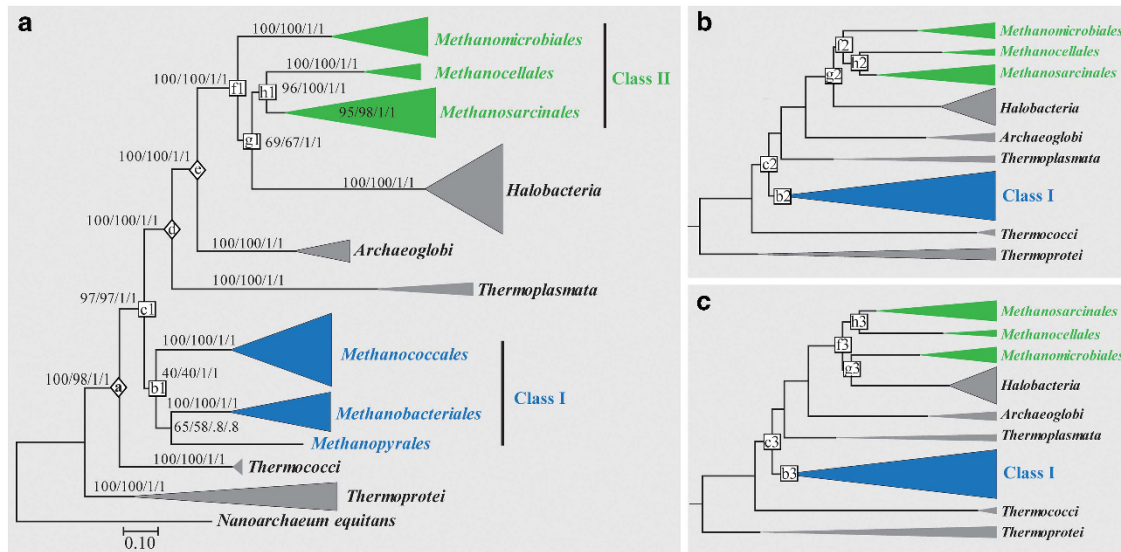 a
100/100/1/1
Methanomicrobiales
100/100/1/1
f1
100/100/1/1
Methanocellales
Class II
h1
96/100/1/1
95/98/1/1
Methanosarcinales
g1
69/67/1/1
100/100/1/1
e
100/100/1/1
Halobacteria
100/100/1/1
d
100/100/1/1
Archaeoglobi
100/100/1/1
Thermoplasmata
97/97/1/1
c1
100/100/1/1
Methanococcales
40/40/1/1
100/98/1/1
a
b1
100/100/1/1
Methanobacteriales
Class I
65/58/.8/.8
Methanopyrales
100/100/1/1
Thermococci
100/100/1/1
Thermoprotei
Nanoarchaeum equitans
0.10
b
Methanomicrobiales
f2
Methanocellales
h2
g2
Methanosarcinales
Halobacteria
Archaeoglobi
c2
Thermoplasmata
b2
Class I
Thermococci
Thermoprotei
c
Methanosarcinales
h3
Methanocellales
f3
Methanomicrobiales
g3
Halobacteria
Archaeoglobi
c3
Thermoplasmata
b3
Class I
Thermococci
Thermoprotei